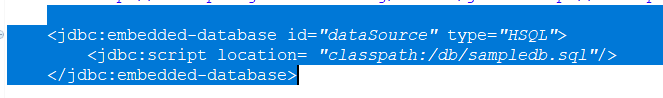 <jdbc:embedded-database id="dataSource" type="HSQL">
<jdbc:script location= "classpath:/db/sampledb.sql"/>
</jdbc:embedded-database>